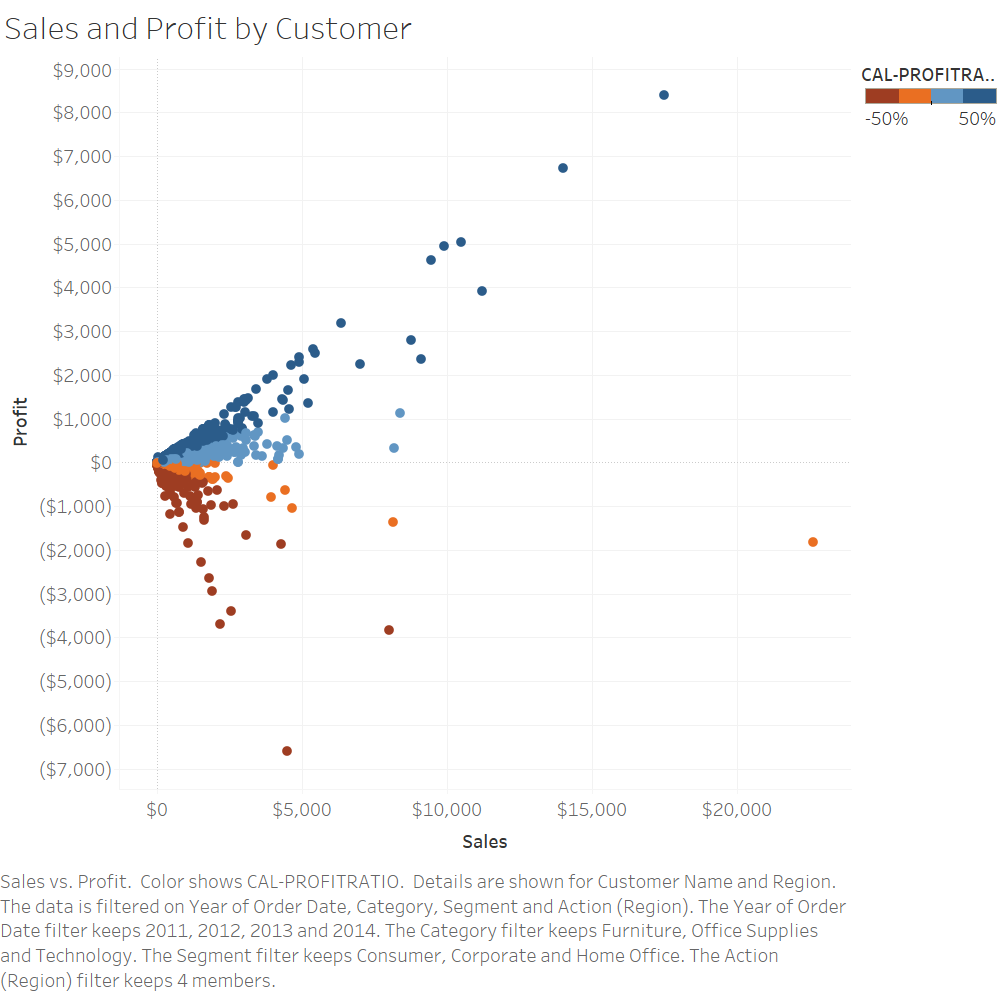 Sales and Profit by Customer
CAL-PROFITRA..
-50% 50%
$9,000
$8,000
$7,000
$6,000
$5,000
$4,000
$3,000
$2,000
$1,000
$0
($1,000)
($2,000)
($3,000)
($4,000)
($5,000)
($6,000)
($7,000)
Profit
$0 $5,000 $10,000 $15,000 $20,000
Sales
Sales vs. Profit.  Color shows CAL-PROFITRATIO.  Details are shown for Customer Name and Region.
The data is filtered on Year of Order Date, Category, Segment and Action (Region). The Year of Order
Date filter keeps 2011, 2012, 2013 and 2014. The Category filter keeps Furniture, Office Supplies
and Technology. The Segment filter keeps Consumer, Corporate and Home Office. The Action
(Region) filter keeps 4 members.